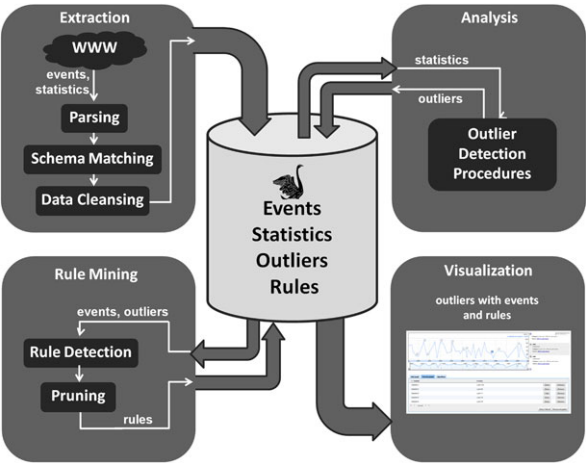 Extraction
WWW
events,
statistics
Parsing
Schema Matching
Data Cleansing
Analysis
statistics
outliers
Outlier
Detection
Procedures
Events
Statistics
Outliers
Rules
Rule Mining
events, outliers
Rule Detection
Pruning
rules
Visualization
outliers with events
and rules